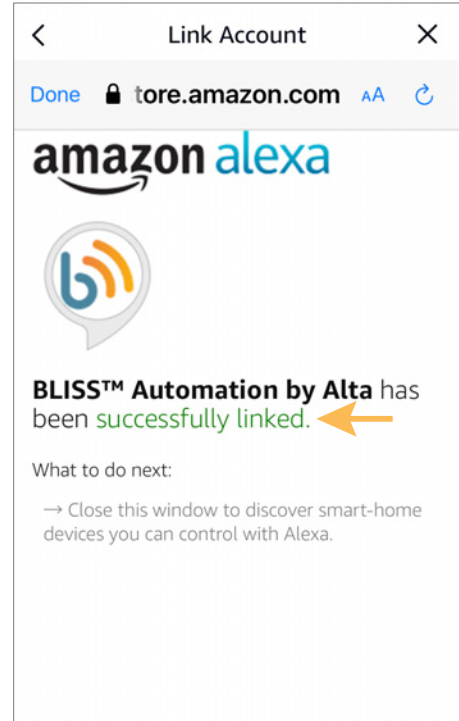 Link Account
Done tore.amazon.com AA
amazon alexa
b
BLISS™ Automation by Alta has
been successfully linked.
What to do next:
→ Close this window to discover smart-home
devices you can control with Alexa.